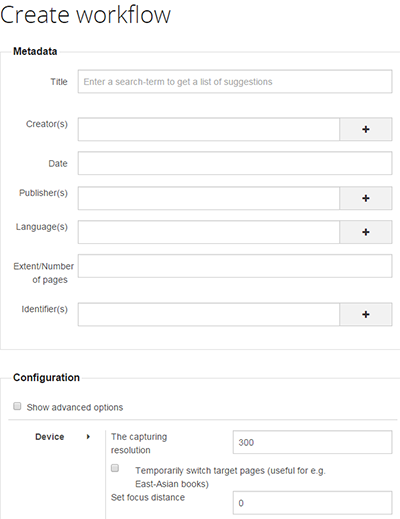 Create workflow
Metadata
Title
Enter a search-term to get a list of suggestions
Creator(s)
+
Date
Publisher(s)
+
Language(s)
+
Extent/Number
of pages
Identifier(s)
+
Configuration
Show advanced options
Device
The capturing
resolution
300
Temporarily switch target pages (useful for e.g.
East-Asian books)
Set focus distance
0